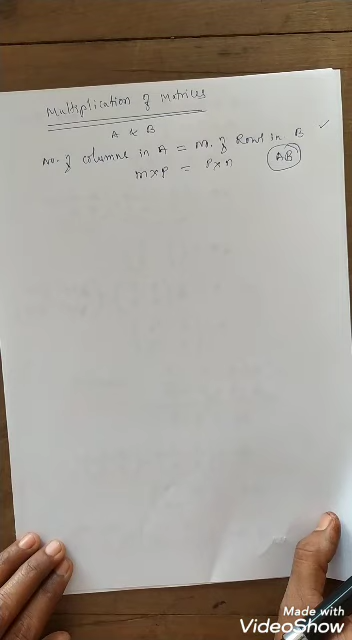 Multiplication of Matrices
A & B
No. of columns in A = No. of Rows in B ✓
m×p = p×n AB
Made with
VideoShow